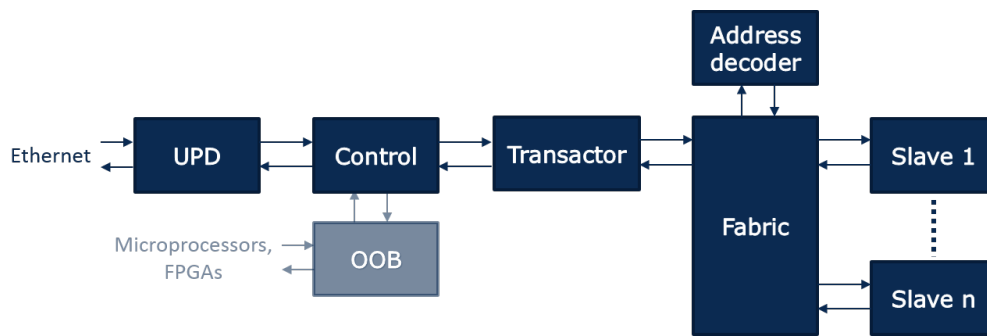 Address
decoder
Ethernet
UPD
Control
Transactor
Slave 1
Fabric
Microprocessors,
FPGAs
OOB
Slave n